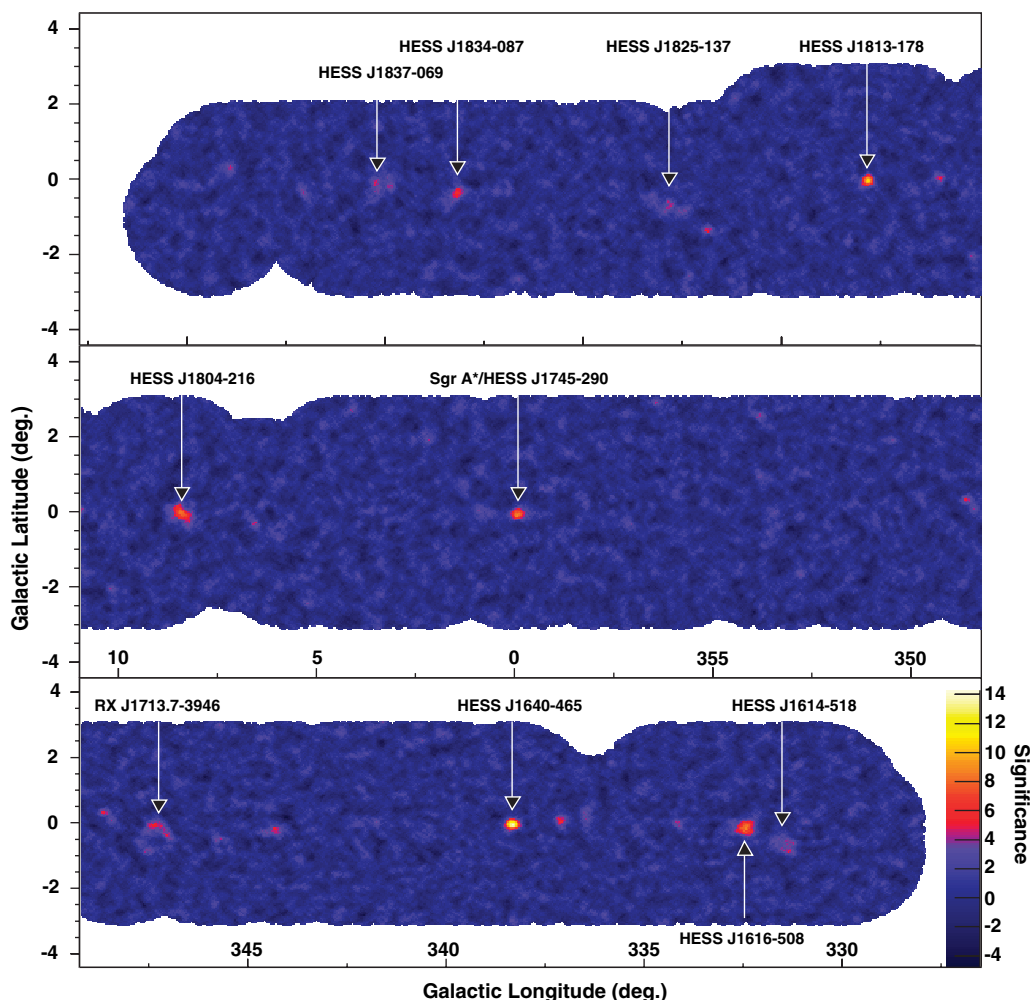 4
2
0
-2
-4
HESS J1834-087
HESS J1825-137
HESS J1813-178
HESS J1837-069
Galactic Latitude (deg.)
4
2
0
-2
-4
HESS J1804-216
Sgr A*/HESS J1745-290
10
5
0
355
350
4
2
0
-2
-4
RX J1713.7-3946
HESS J1640-465
HESS J1614-518
HESS J1616-508
345
340
335
330
14
12
10
8
6
4
2
0
-2
-4
Significance
Galactic Longitude (deg.)